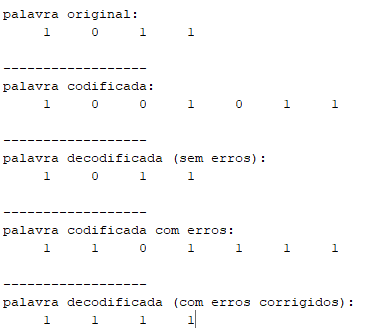 palavra original:
1 0 1 1
------------------
palavra codificada:
1 0 0 1 0 1 1
------------------
palavra decodificada (sem erros):
1 0 1 1
------------------
palavra codificada com erros:
1 1 0 1 1 1 1
------------------
palavra decodificada (com erros corrigidos):
1 1 1 1